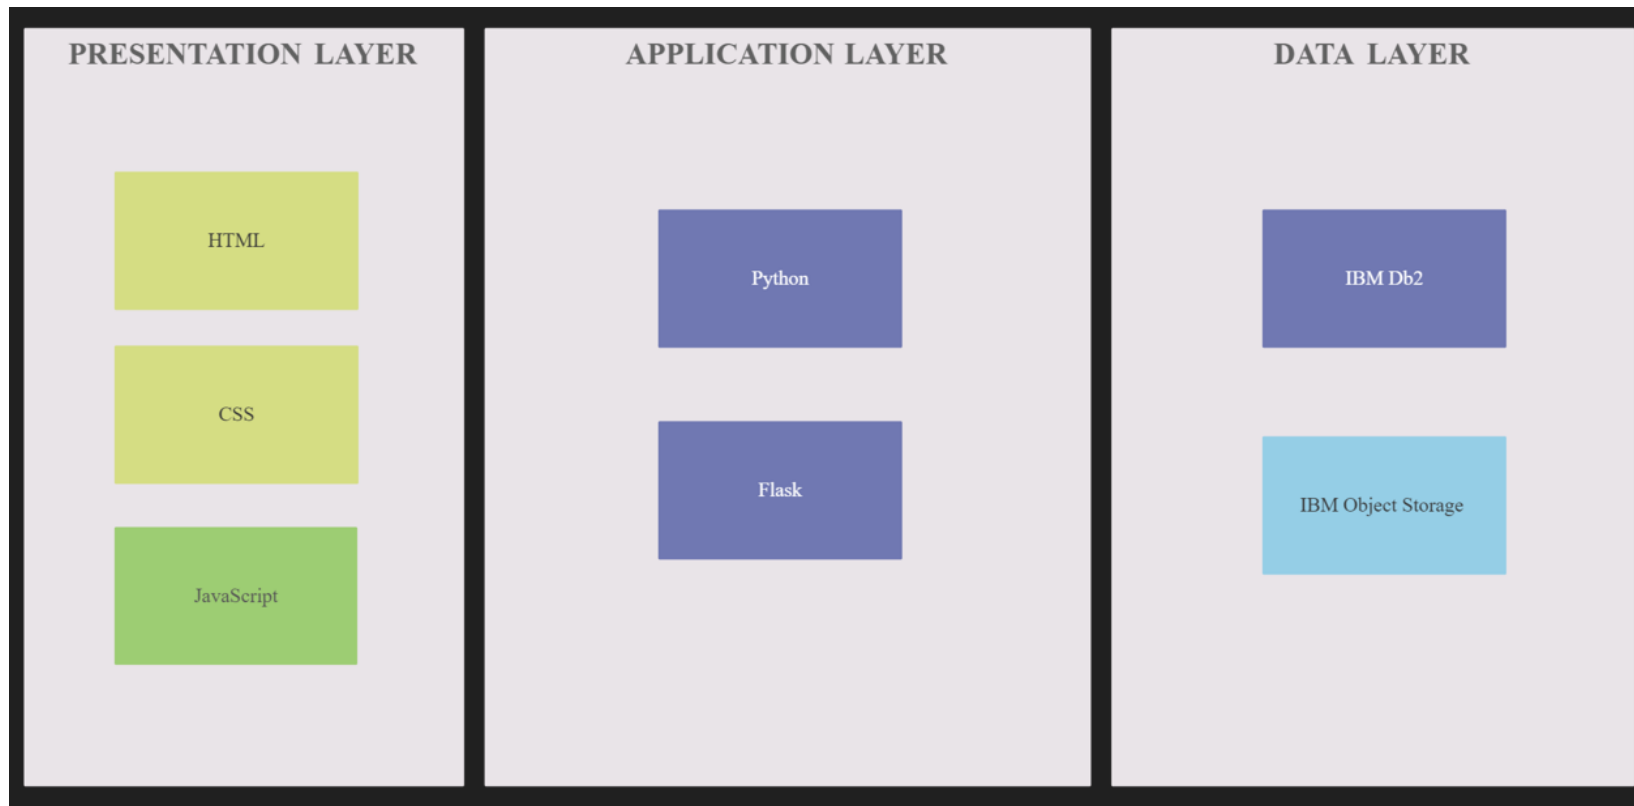 PRESENTATION LAYER
HTML
CSS
JavaScript
APPLICATION LAYER
Python
Flask
DATA LAYER
IBM Db2
IBM Object Storage